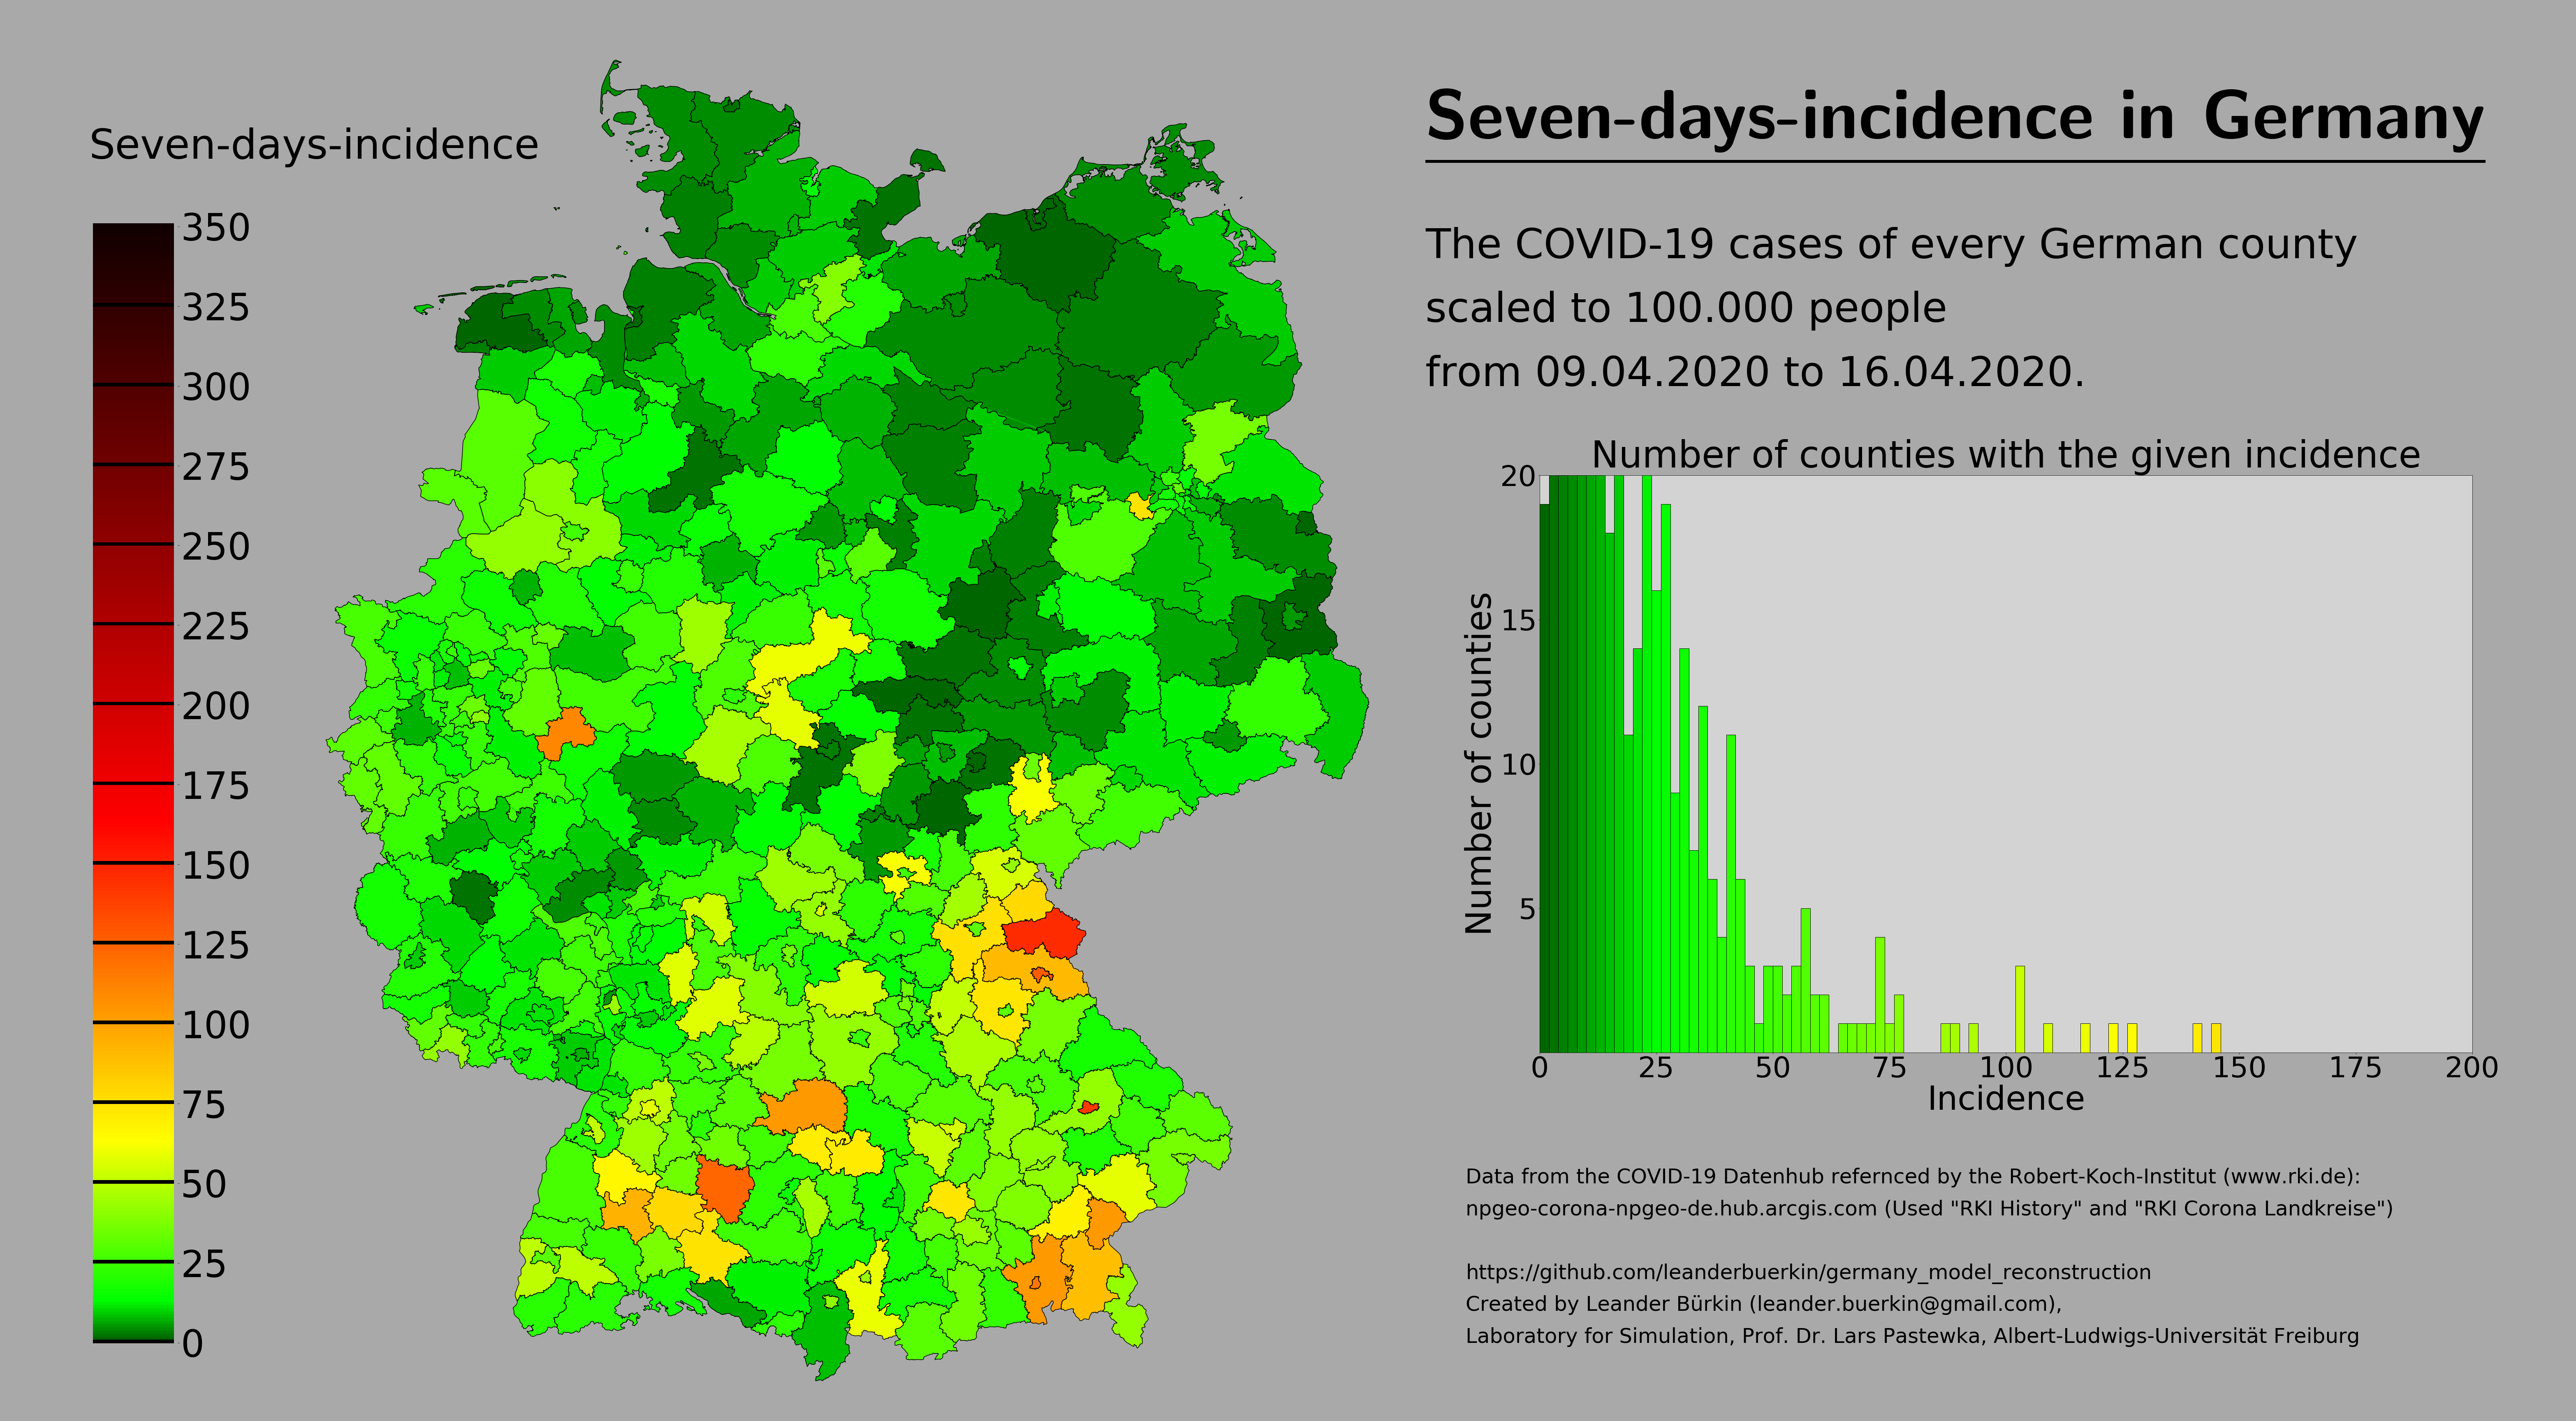 Seven-days-incidence in Germany
Seven-days-incidence
350
325
300
275
250
225
200
175
150
125
100
75
50
25
0
The COVID-19 cases of every German county
scaled to 100.000 people
from 09.04.2020 to 16.04.2020.
Number of counties with the given incidence
Number of counties
20
15
10
5
0 25 50 75 100 125 150 175 200
Incidence
Data from the COVID-19 Datenhub refernced by the Robert-Koch-Institut (www.rki.de):
npgeo-corona-npgeo-de.hub.arcgis.com (Used "RKI History" and "RKI Corona Landkreise")
https://github.com/leanderbuerkin/germany_model_reconstruction
Created by Leander Bürkin (leander.buerkin@gmail.com),
Laboratory for Simulation, Prof. Dr. Lars Pastewka, Albert-Ludwigs-Universität Freiburg